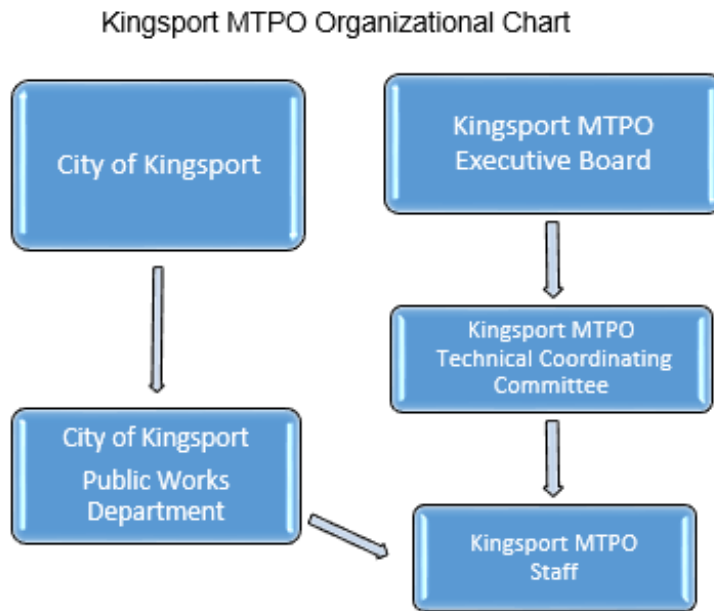 Kingsport MTPO Organizational Chart
City of Kingsport
Kingsport MTPO
Executive Board
Kingsport MTPO
Technical Coordinating
Committee
City of Kingsport
Public Works
Department
Kingsport MTPO
Staff